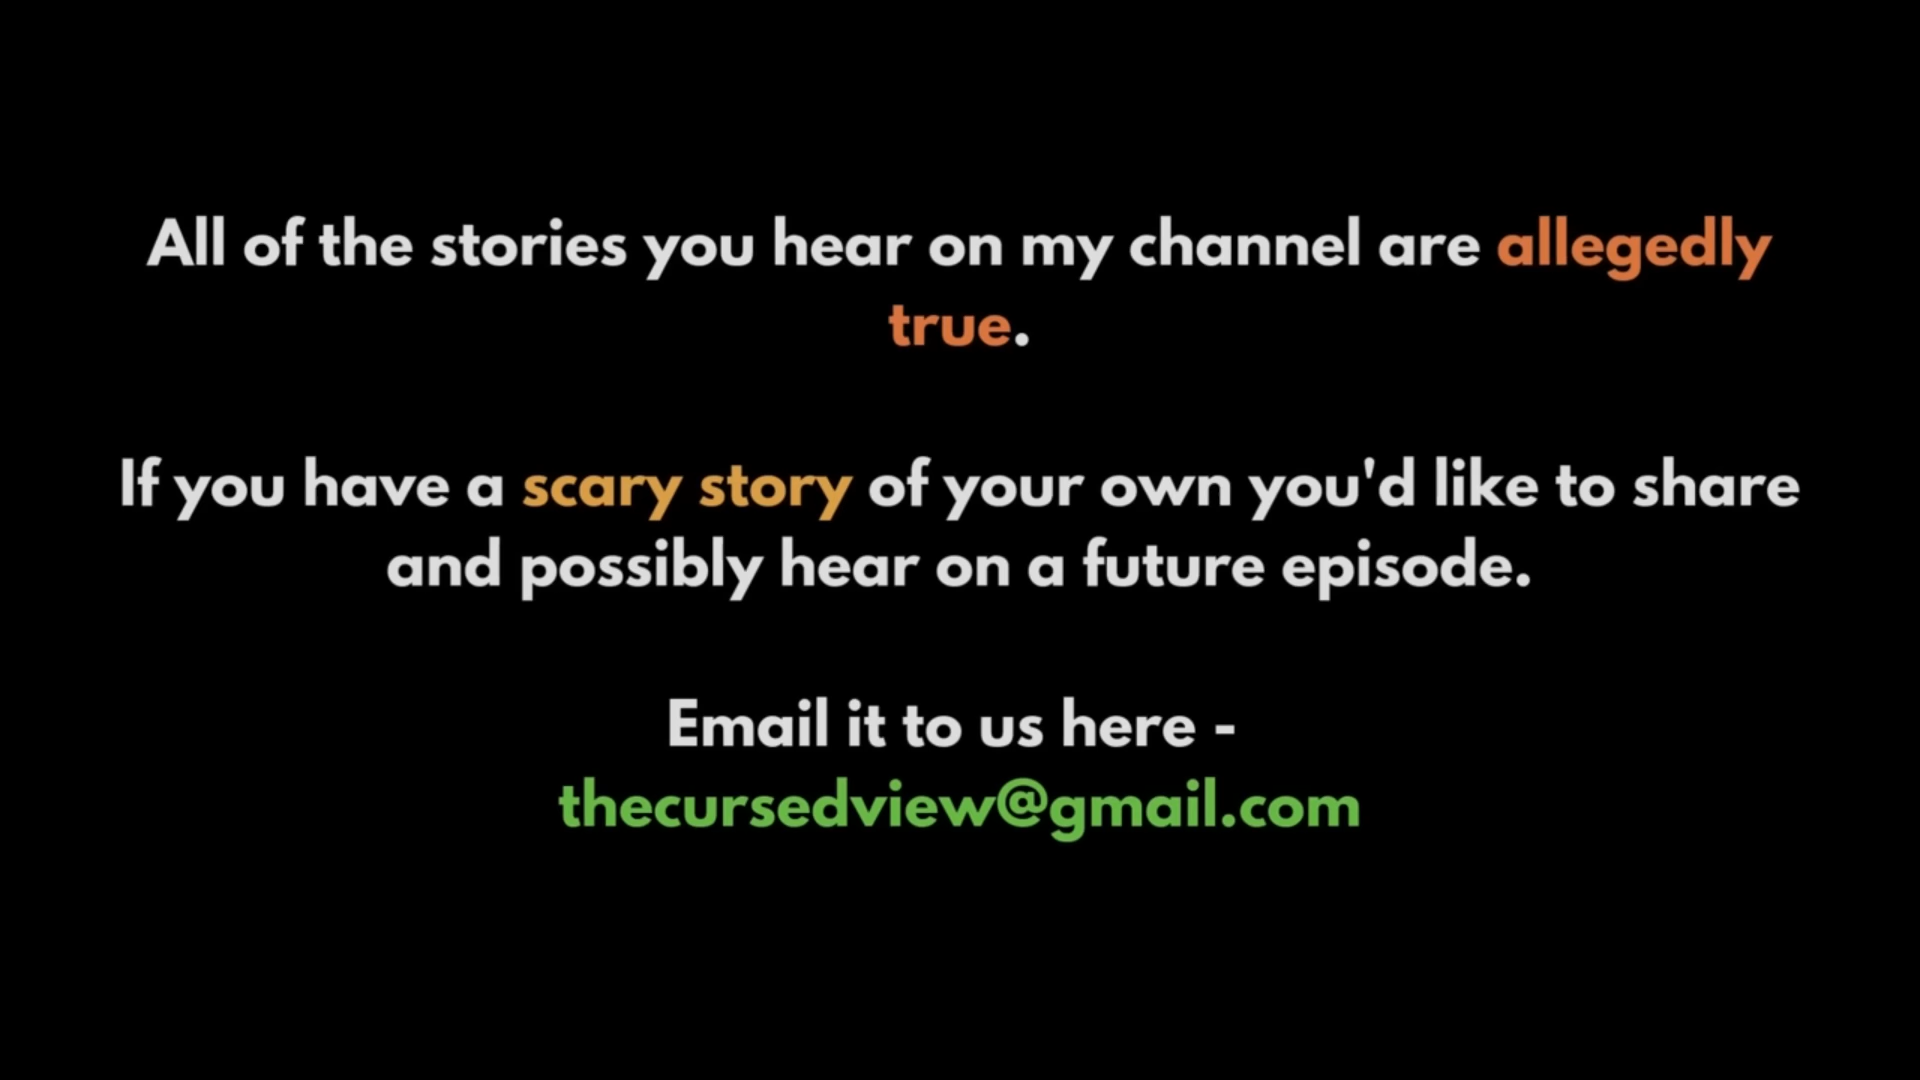 All of the stories you hear on my channel are allegedly
true.
If you have a scary story of your own you'd like to share
and possibly hear on a future episode.
Email it to us here -
thecursedview@gmail.com